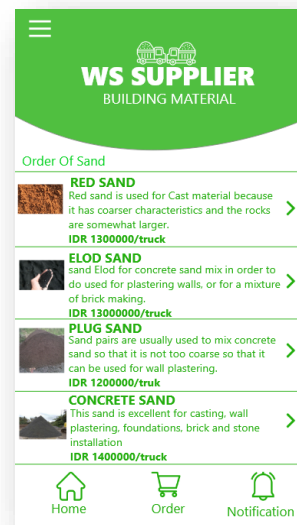 WS SUPPLIER
BUILDING MATERIAL
Order Of Sand
RED SAND
Red sand is used for Cast material because
it has coarser characteristics and the rocks
are somewhat larger.
IDR 1300000/truck
ELOD SAND
sand Elod for concrete sand mix in order to
do used for plastering walls, or for a mixture
of brick making.
IDR 13000000/truck
PLUG SAND
Sand pairs are usually used to mix concrete
sand so that it is not too coarse so that it
can be used for wall plastering.
IDR 1200000/truk
CONCRETE SAND
This sand is excellent for casting, wall
plastering, foundations, brick and stone
installation
IDR 1400000/truck
Home
Order
Notification